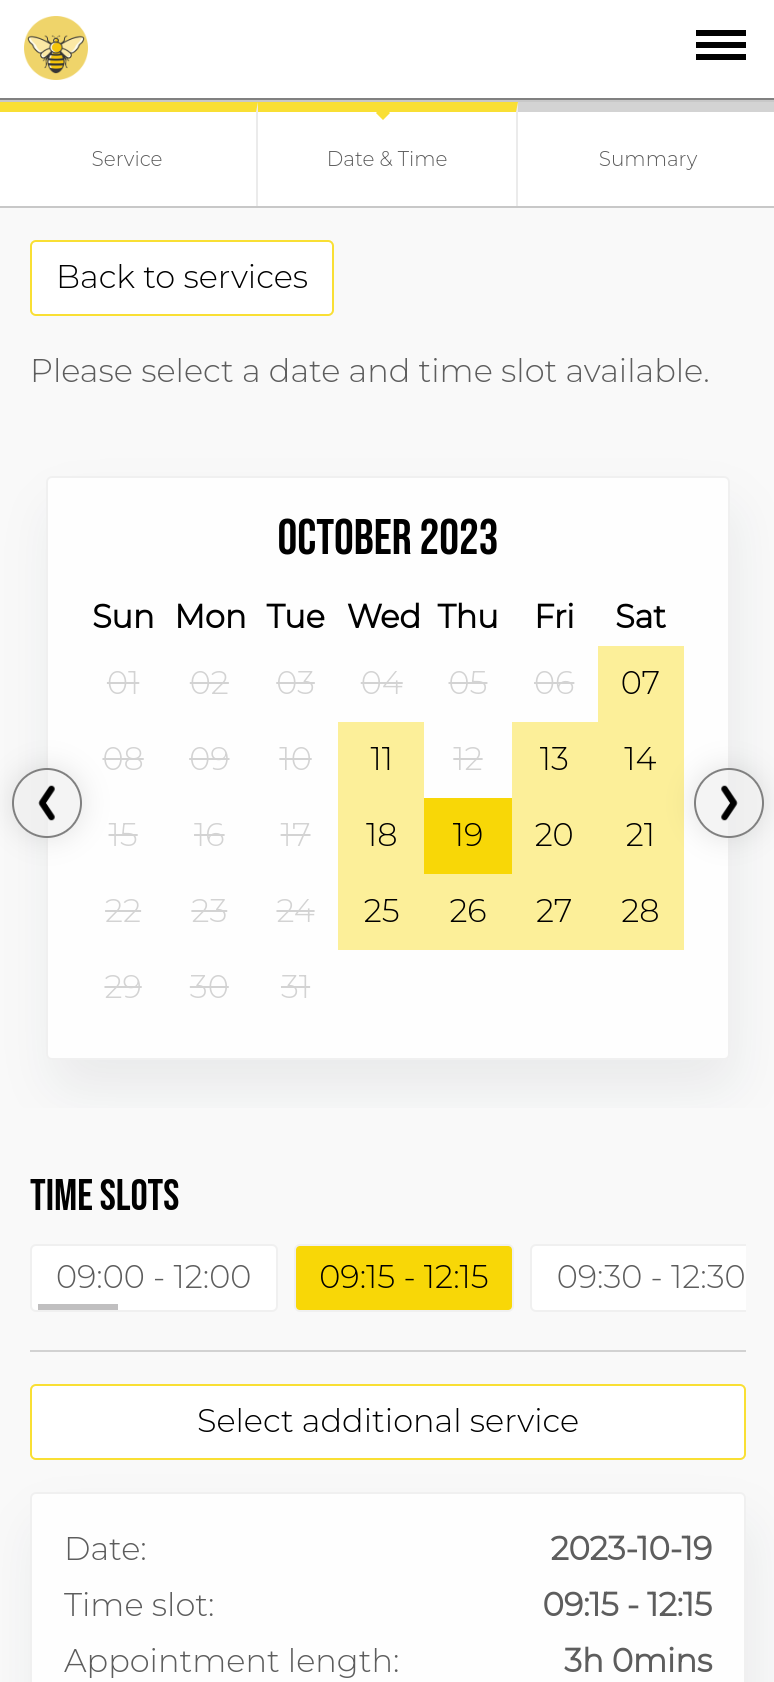 Service Date & Time Summary
Back to services
Please select a date and time slot available.
OCTOBER 2023
Sun Mon Tue Wed Thu Fri Sat
01 02 03 04 05 06 07
08 09 10 11 12 13 14
15 16 17 18 19 20 21
22 23 24 25 26 27 28
29 30 31
TIME SLOTS
09:00 - 12:00 09:15 - 12:15 09:30 - 12:30
Select additional service
Date: 2023-10-19
Time slot: 09:15 - 12:15
Appointment length: 3h 0mins